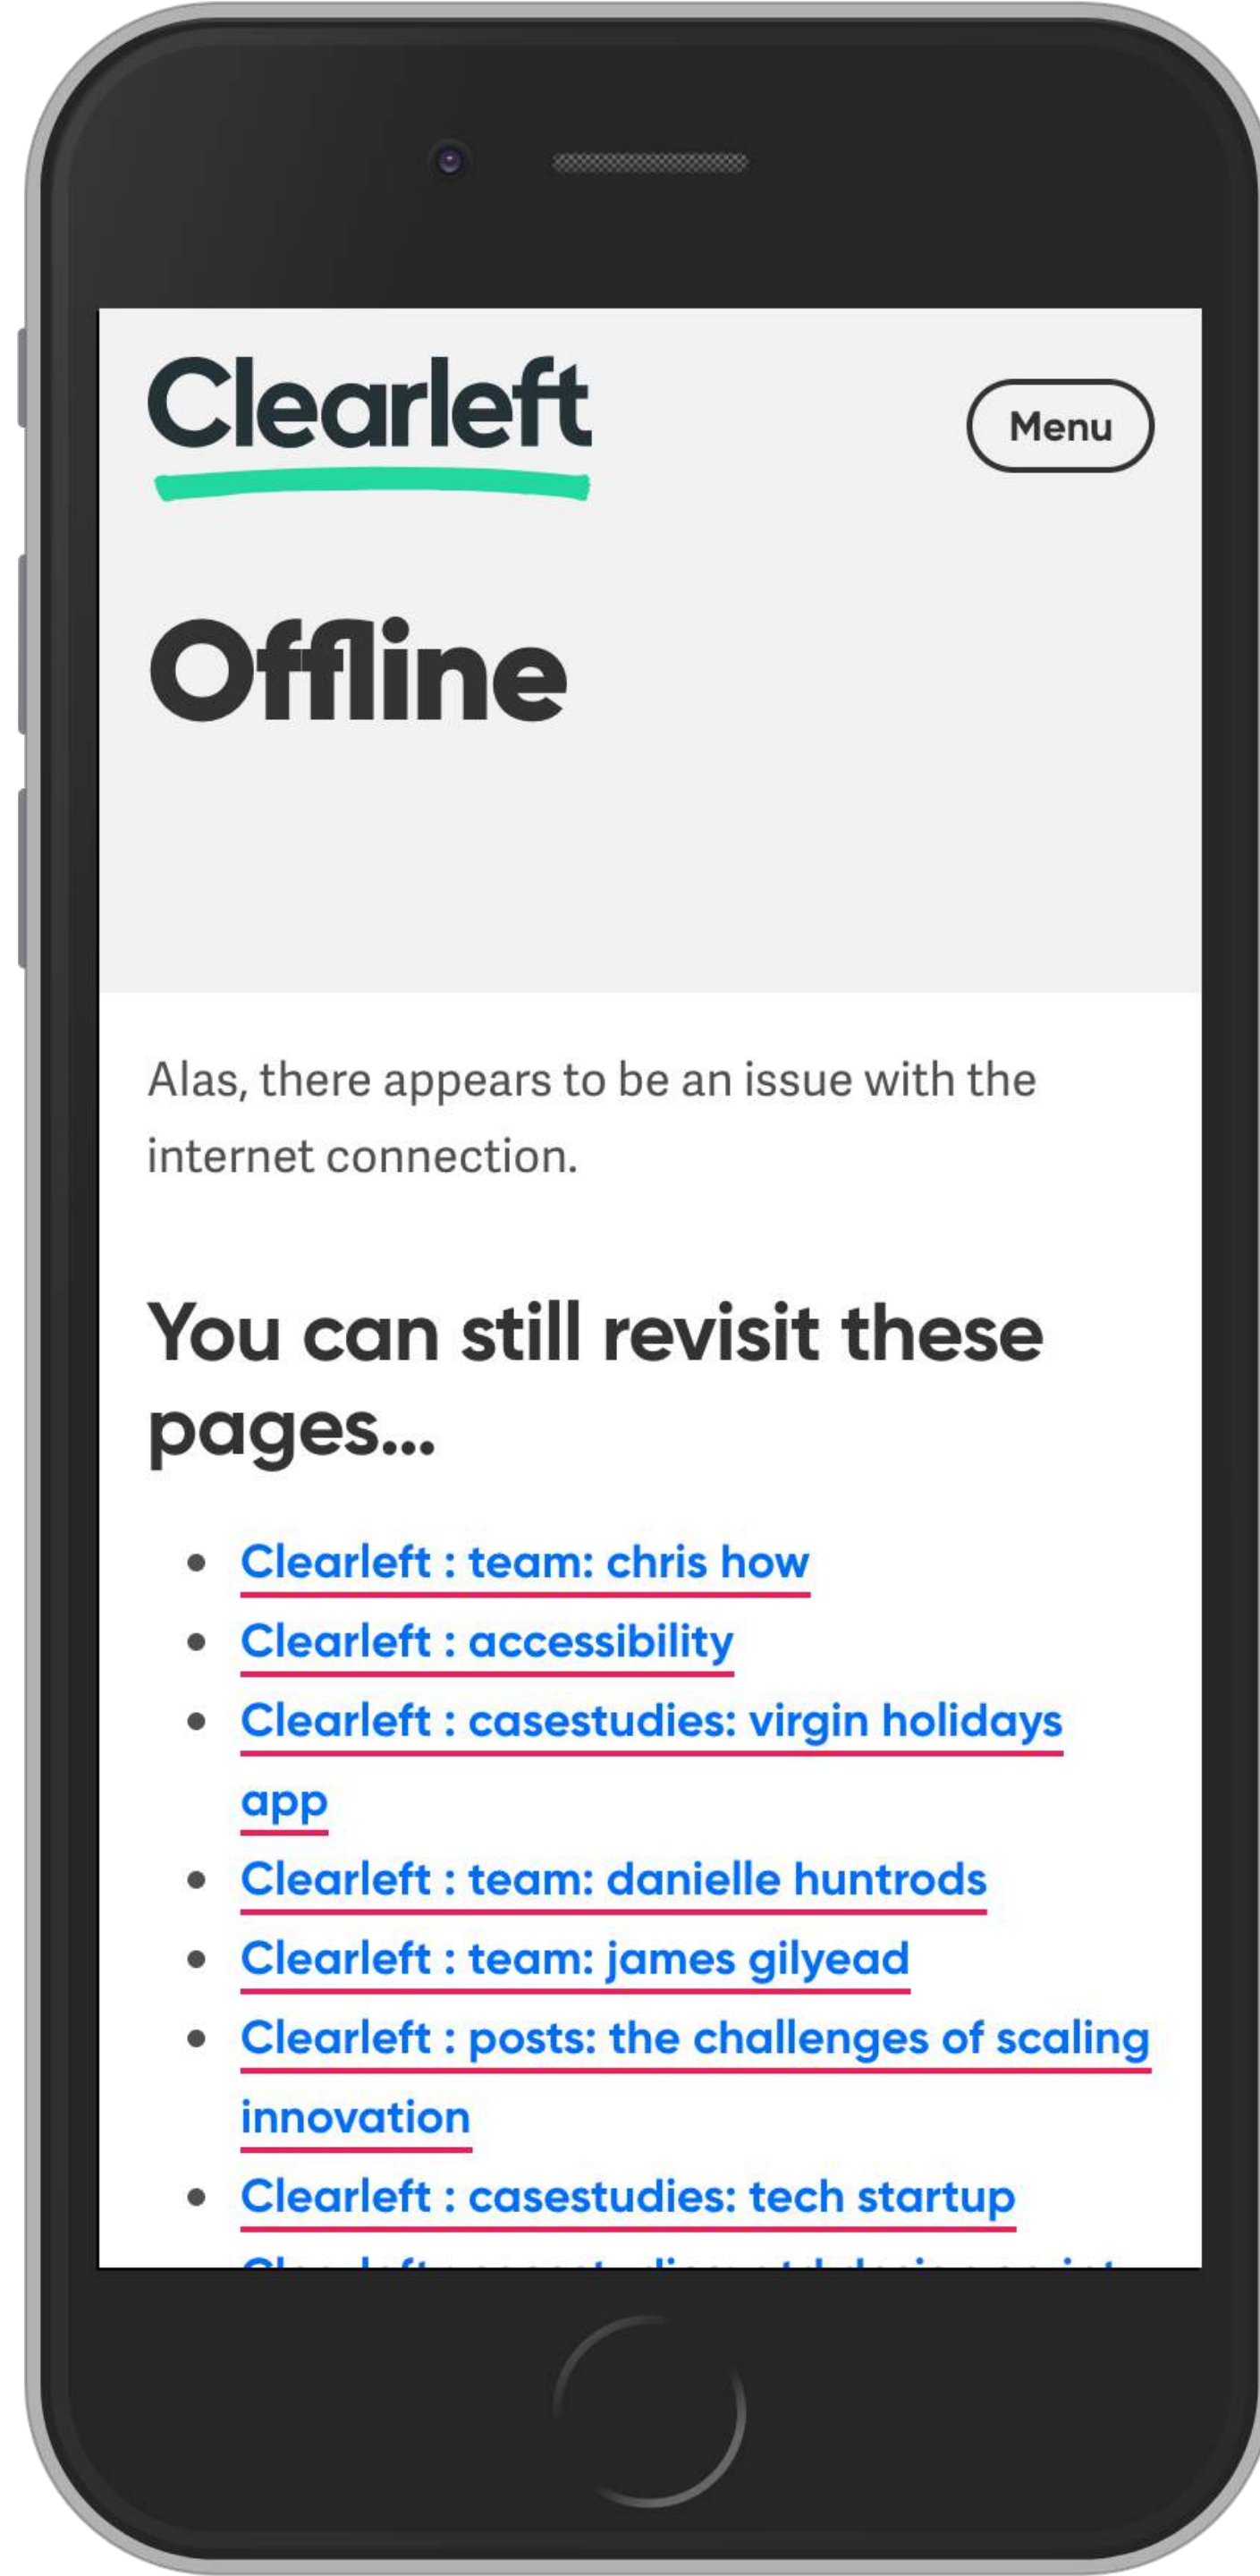 Clearleft
Menu
Offline
Alas, there appears to be an issue with the
internet connection.
You can still revisit these
pages...
Clearleft : team: chris how
Clearleft : accessibility
Clearleft : casestudies: virgin holidays
app
Clearleft : team: danielle huntrods
Clearleft : team: james gilyead
Clearleft : posts: the challenges of scaling
innovation
Clearleft : casestudies: tech startup